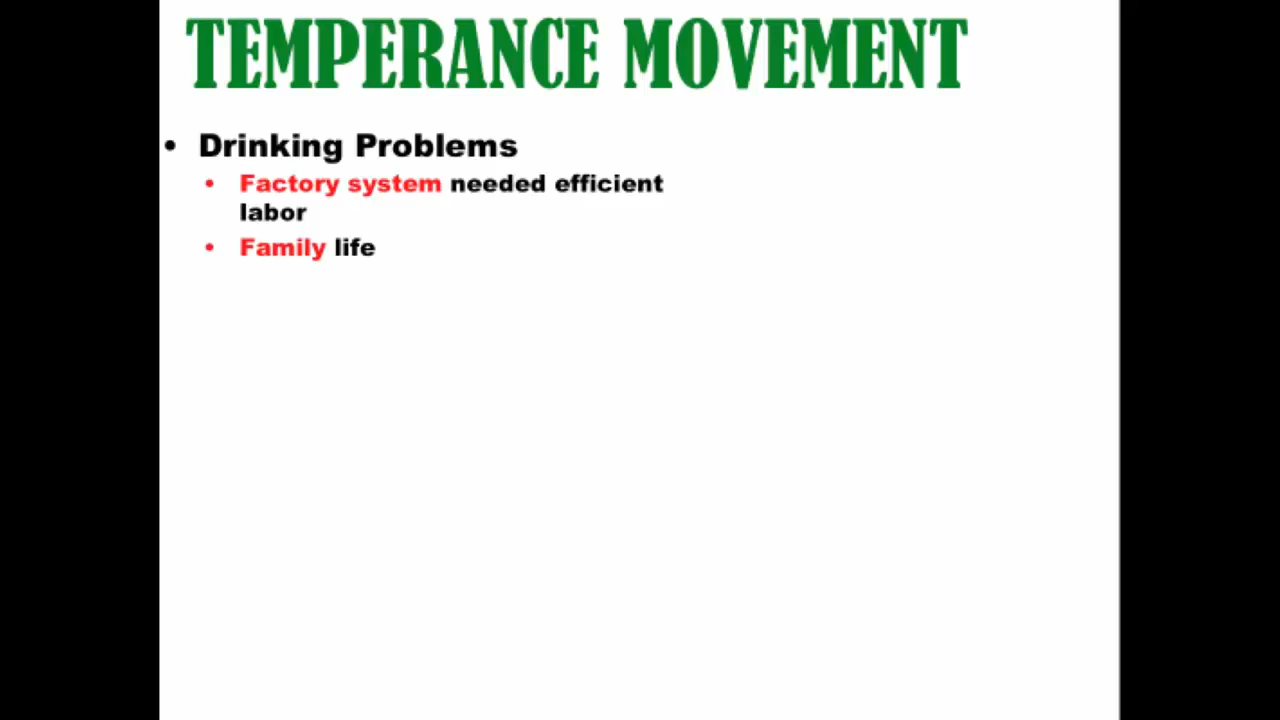 TEMPERANCE MOVEMENT
• Drinking Problems
• Factory system needed efficient
labor
• Family life